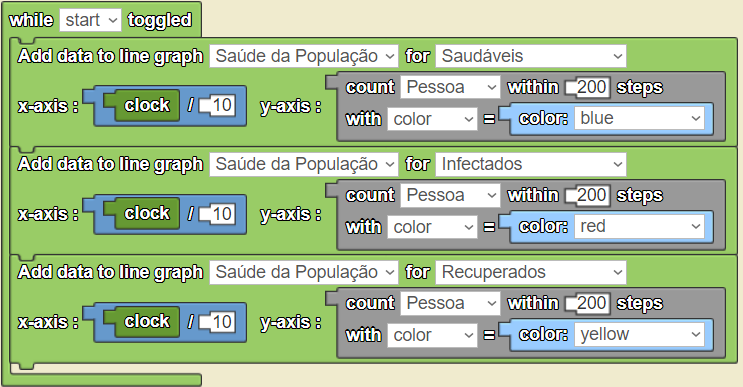 while start toggled
Add data to line graph Saúde da População for Saudáveis
count Pessoa within 200 steps
x-axis : clock / 10 y-axis :
with color = color: blue
Add data to line graph Saúde da População for Infectados
count Pessoa within 200 steps
x-axis : clock / 10 y-axis :
with color = color: red
Add data to line graph Saúde da População for Recuperados
count Pessoa within 200 steps
x-axis : clock / 10 y-axis :
with color = color: yellow